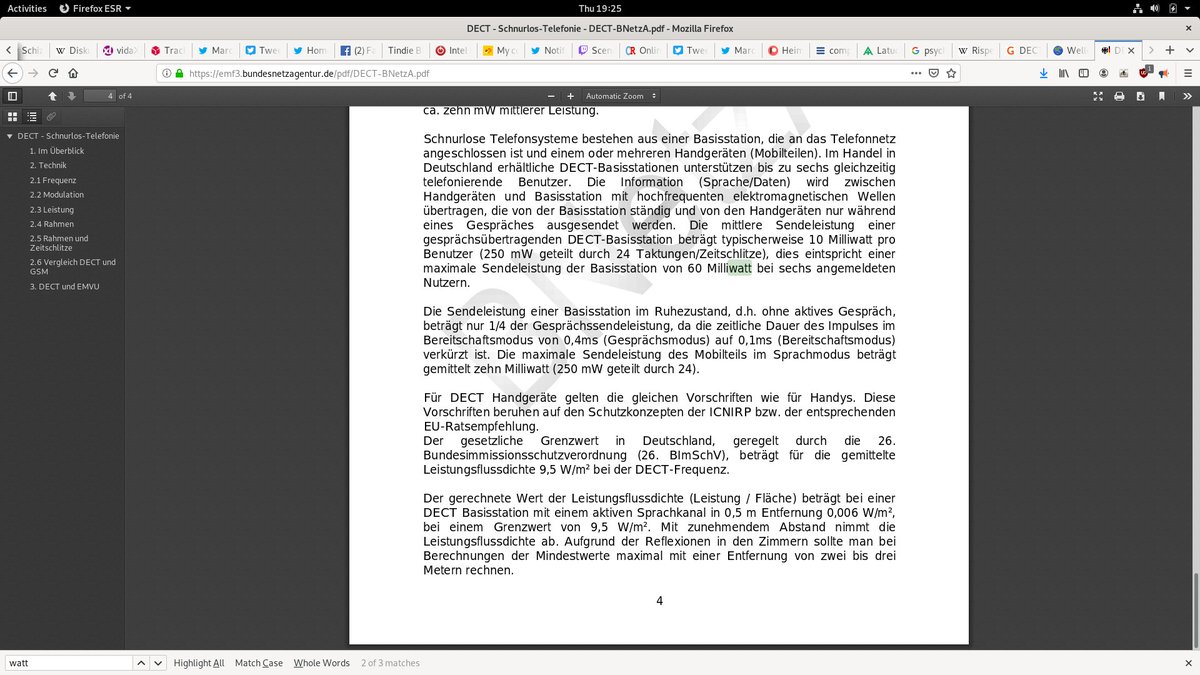 Activities Firefox ESR Thu 19:25
DECT - Schnurlos-Telefonie - DECT-BNetzA.pdf - Mozilla Firefox
Schla Disk vidaX Track Marc Twee Hom (2) Fa Tindie B Intel My c Notif Scen Onlin Twee Marc Heim com Latuc psyc Rispe DECT Welle D
https://emf3.bundesnetzagentur.de/pdf/DECT-BNetzA.pdf
4 of 4 Automatic Zoom
DECT - Schnurlos-Telefonie
1. Im Überblick
2. Technik
2.1 Frequenz
2.2 Modulation
2.3 Leistung
2.4 Rahmen
2.5 Rahmen und
Zeitschlitze
2.6 Vergleich DECT und
GSM
3. DECT und EMVU
ca. zehn mW mittlerer Leistung.
Schnurlose Telefonsysteme bestehen aus einer Basisstation, die an das Telefonnetz
angeschlossen ist und einem oder mehreren Handgeräten (Mobilteilen). Im Handel in
Deutschland erhältliche DECT-Basisstationen unterstützen bis zu sechs gleichzeitig
telefonierende Benutzer. Die Information (Sprache/Daten) wird zwischen
Handgeräten und Basisstation mit hochfrequenten elektromagnetischen Wellen
übertragen, die von der Basisstation ständig und von den Handgeräten nur während
eines Gespräches ausgesendet werden. Die mittlere Sendeleistung einer
gesprächsübertragenden DECT-Basisstation beträgt typischerweise 10 Milliwatt pro
Benutzer (250 mW geteilt durch 24 Taktungen/Zeitschlitze), dies eintspricht einer
maximale Sendeleistung der Basisstation von 60 Milliwatt bei sechs angemeldeten
Nutzern.
Die Sendeleistung einer Basisstation im Ruhezustand, d.h. ohne aktives Gespräch,
beträgt nur 1/4 der Gesprächssendeleistung, da die zeitliche Dauer des Impulses im
Bereitschaftsmodus von 0,4ms (Gesprächsmodus) auf 0,1ms (Bereitschaftsmodus)
verkürzt ist. Die maximale Sendeleistung des Mobilteils im Sprachmodus beträgt
gemittelt zehn Milliwatt (250 mW geteilt durch 24).
Für DECT Handgeräte gelten die gleichen Vorschriften wie für Handys. Diese
Vorschriften beruhen auf den Schutzkonzepten der ICNIRP bzw. der entsprechenden
EU-Ratsempfehlung.
Der gesetzliche Grenzwert in Deutschland, geregelt durch die 26.
Bundesimmissionsschutzverordnung (26. BImSchV), beträgt für die gemittelte
Leistungsflussdichte 9,5 W/m² bei der DECT-Frequenz.
Der gerechnete Wert der Leistungsflussdichte (Leistung / Fläche) beträgt bei einer
DECT Basisstation mit einem aktiven Sprachkanal in 0,5 m Entfernung 0,006 W/m²,
bei einem Grenzwert von 9,5 W/m². Mit zunehmendem Abstand nimmt die
Leistungsflussdichte ab. Aufgrund der Reflexionen in den Zimmern sollte man bei
Berechnungen der Mindestwerte maximal mit einer Entfernung von zwei bis drei
Metern rechnen.
4
watt Highlight All Match Case Whole Words 2 of 3 matches